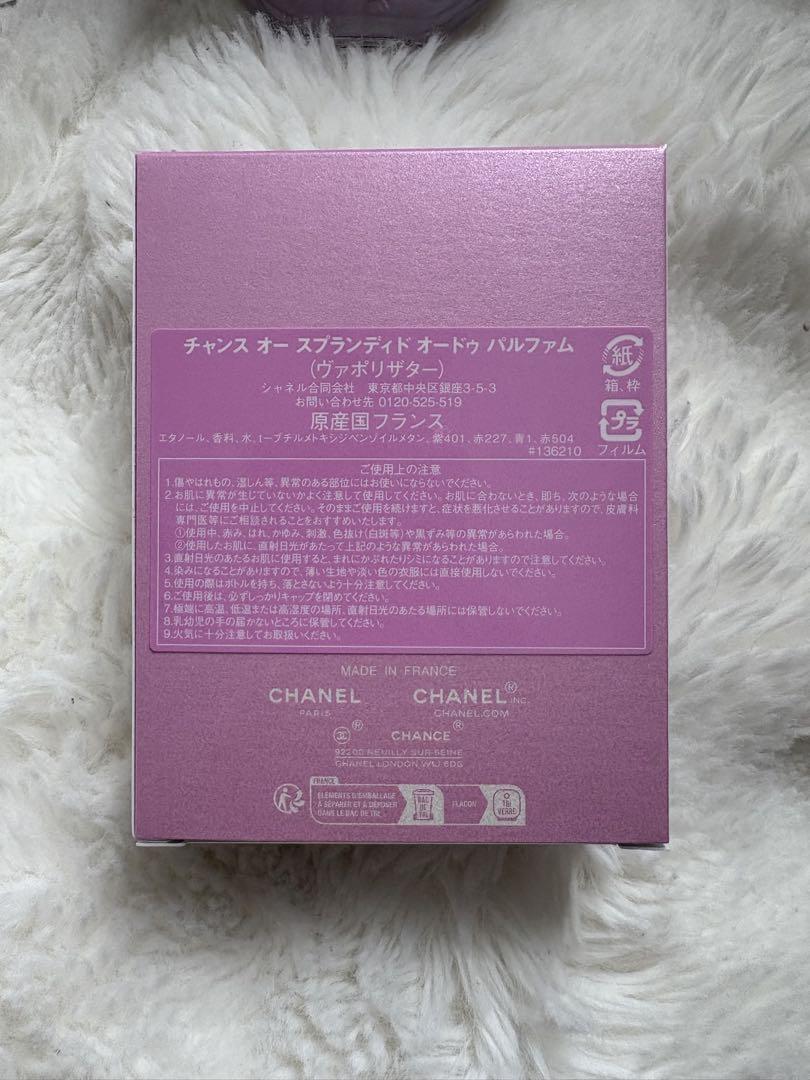 チャンス オー スプランディド オードゥ パルファム
(ヴァポリザター)
シャネル合同会社 東京都中央区銀座3-5-3
お問い合わせ先 0120-525-519
原産国フランス
エタノール、香料、水、t-ブチルメトキシジベンゾイルメタン、紫401、赤227、青1、赤504
#136210
紙
箱、枠
プラ
フィルム
ご使用上の注意
1.傷やはれもの、湿しん等、異常のある部位にはお使いにならないでください。
2.お肌に異常が生じていないかよく注意して使用してください。お肌に合わないとき、即ち、次のような場合
には、ご使用を中止してください。そのままご使用を続けますと、症状を悪化させることがありますので、皮膚科
専門医等にご相談されることをおすすめいたします。
①使用中、赤み、はれ、かゆみ、刺激、色抜け(白斑等)や黒ずみ等の異常があらわれた場合。
②使用したお肌に、直射日光があたって上記のような異常があらわれた場合。
3.直射日光のあたるお肌に使用すると、まれにかぶれたりシミになることがありますので注意してください。
4.染みになることがありますので、薄い生地や淡い色の衣服には直接使用しないでください。
5.使用の際はボトルを持ち、落とさないよう十分注意してください。
6.ご使用後は、必ずしっかりキャップを閉めてください。
7.極端に高温、低温または高湿度の場所、直射日光のあたる場所には保管しないでください。
8.乳幼児の手の届かないところに保管してください。
9.火気に十分注意してお取扱いください。
MADE IN FRANCE
CHANEL CHANEL® INC.
PARIS CHANEL.COM
® CHANCE®
92200 NEUILLY SUR SEINE
CHANEL LONDON W1J 6DG
FRANCE
ÉLÉMENTS D'EMBALLAGE
À SÉPARER ET À DÉPOSER
DANS LE BAC DE TRI
BAC
DE
TRI
FLACON
TRI
VERRE